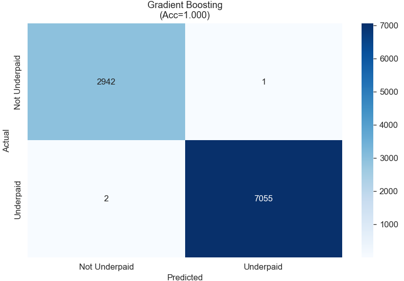 Gradient Boosting
(Acc=1.000)
Actual
Not Underpaid
Underpaid
2942
1
2
7055
Not Underpaid
Underpaid
Predicted
7000
6000
5000
4000
3000
2000
1000